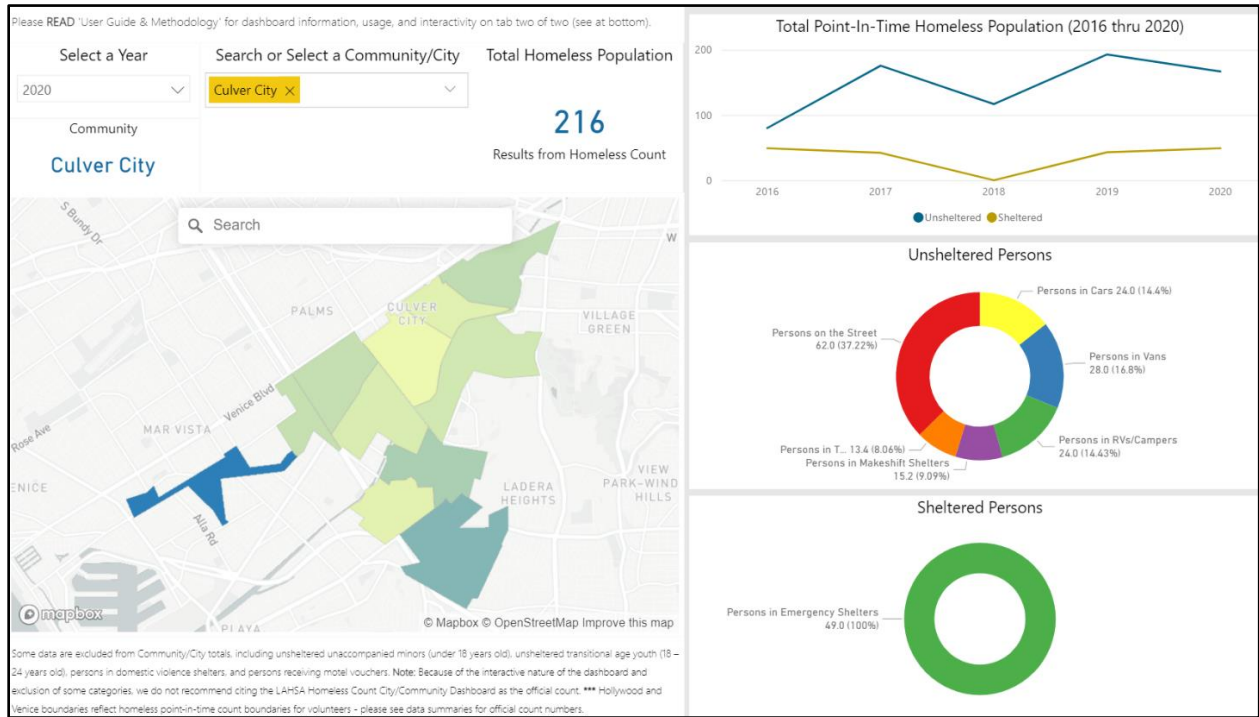 Please READ 'User Guide & Methodology' for dashboard information, usage, and interactivity on tab two of two (see at bottom).
Select a Year
2020
Search or Select a Community/City
Culver City ×
Total Homeless Population
216
Results from Homeless Count
Community
Culver City
Search
S Bundy Dr
W
PALMS
CULVER
CITY
VILLAGE
GREEN
Venice Blvd
Rose Ave
MAR VISTA
ENICE
Alla Rd
LADERA
HEIGHTS
VIEW
PARK-WIND
HILLS
PLAYA
mapbox
© Mapbox © OpenStreetMap Improve this map
Some data are excluded from Community/City totals, including unsheltered unaccompanied minors (under 18 years old), unsheltered transitional age youth (18 –
24 years old), persons in domestic violence shelters, and persons receiving motel vouchers. Note: Because of the interactive nature of the dashboard and
exclusion of some categories, we do not recommend citing the LAHSA Homeless Count City/Community Dashboard as the official count. *** Hollywood and
Venice boundaries reflect homeless point-in-time count boundaries for volunteers - please see data summaries for official count numbers.
Total Point-In-Time Homeless Population (2016 thru 2020)
200
100
0
2016 2017 2018 2019 2020
Unsheltered Sheltered
Unsheltered Persons
Persons in Cars 24.0 (14.4%)
Persons on the Street
62.0 (37.22%)
Persons in Vans
28.0 (16.8%)
Persons in RVs/Campers
24.0 (14.43%)
Persons in T... 13.4 (8.06%)
Persons in Makeshift Shelters
15.2 (9.09%)
Sheltered Persons
Persons in Emergency Shelters
49.0 (100%)